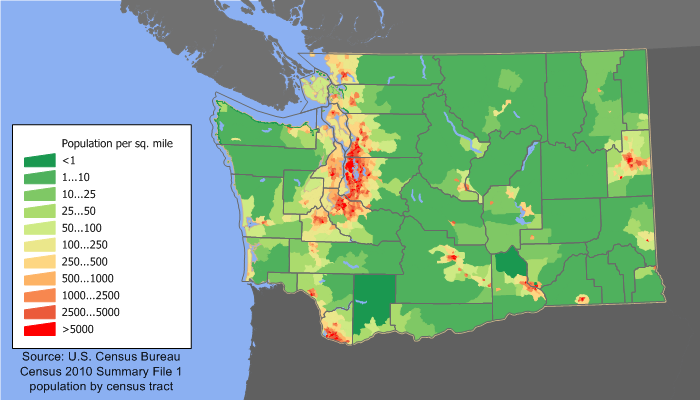 Population per sq. mile
<1
1...10
10...25
25...50
50...100
100...250
250...500
500...1000
1000...2500
2500...5000
>5000
Source: U.S. Census Bureau
Census 2010 Summary File 1
population by census tract